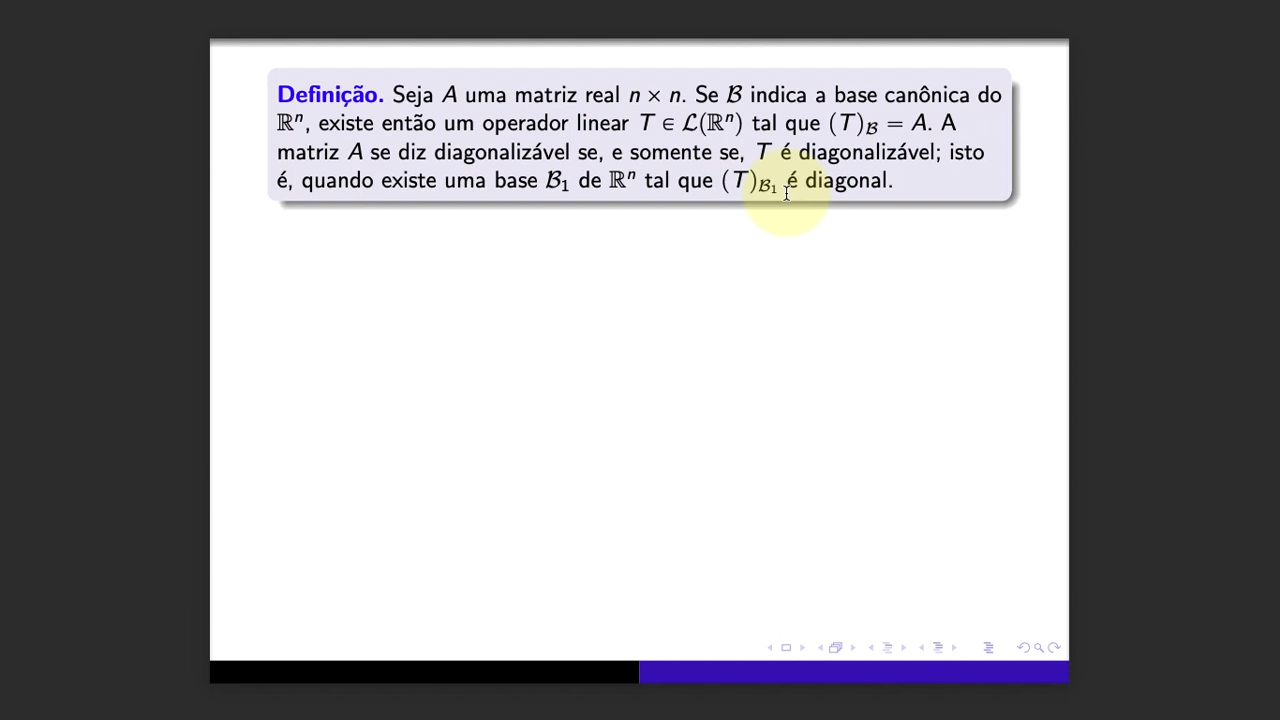 Definição. Seja A uma matriz real n × n. Se ℬ indica a base canônica do
ℝⁿ, existe então um operador linear T ∈ ℒ(ℝⁿ) tal que (T)_ℬ = A. A
matriz A se diz diagonalizável se, e somente se, T é diagonalizável; isto
é, quando existe uma base ℬ₁ de ℝⁿ tal que (T)_ℬ₁ é diagonal.